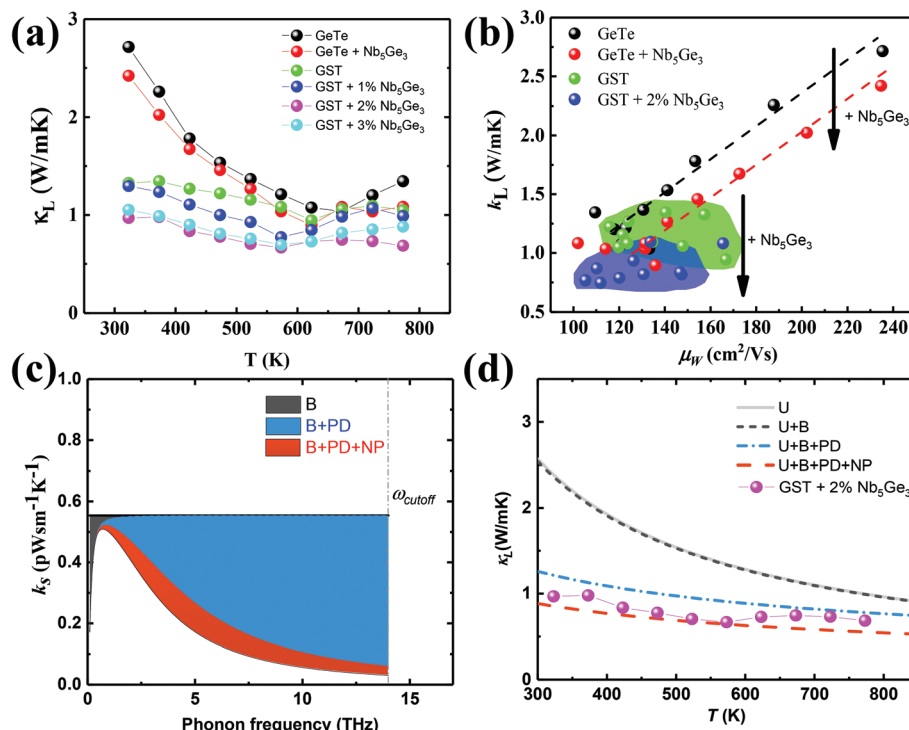 (a)
GeTe
GeTe + Nb₅Ge₃
GST
GST + 1% Nb₅Ge₃
GST + 2% Nb₅Ge₃
GST + 3% Nb₅Ge₃
κL (W/mK)
3
2
1
0
300 400 500 600 700 800
T (K)
(b)
GeTe
GeTe + Nb₅Ge₃
GST
GST + 2% Nb₅Ge₃
+ Nb₅Ge₃
+ Nb₅Ge₃
kL (W/mK)
3.0
2.5
2.0
1.5
1.0
0.5
100 120 140 160 180 200 220 240
μW (cm²/Vs)
(c)
B
B+PD
B+PD+NP
ωcutoff
ks (pWsm⁻¹K⁻¹)
1.0
0.8
0.6
0.4
0.2
0.0
0 5 10 15
Phonon frequency (THz)
(d)
U
U+B
U+B+PD
U+B+PD+NP
GST + 2% Nb₅Ge₃
κL(W/mK)
3
2
1
0
300 400 500 600 700 800
T (K)